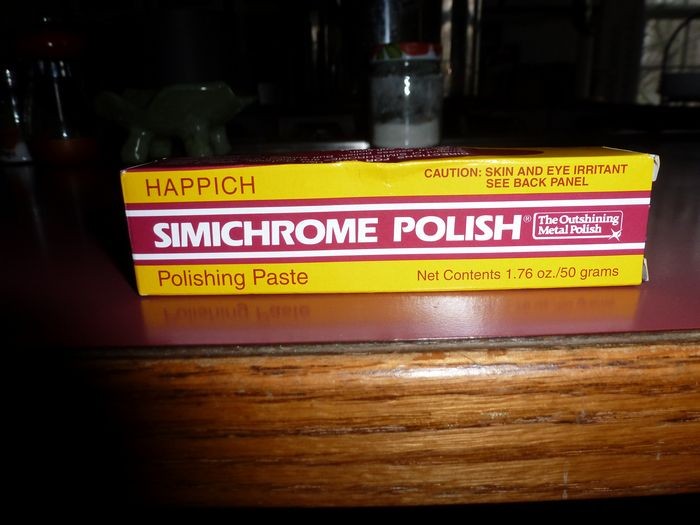 HAPPICH
CAUTION: SKIN AND EYE IRRITANT
SEE BACK PANEL
SIMICHROME POLISH®
The Outshining
Metal Polish
Polishing Paste
Net Contents 1.76 oz./50 grams